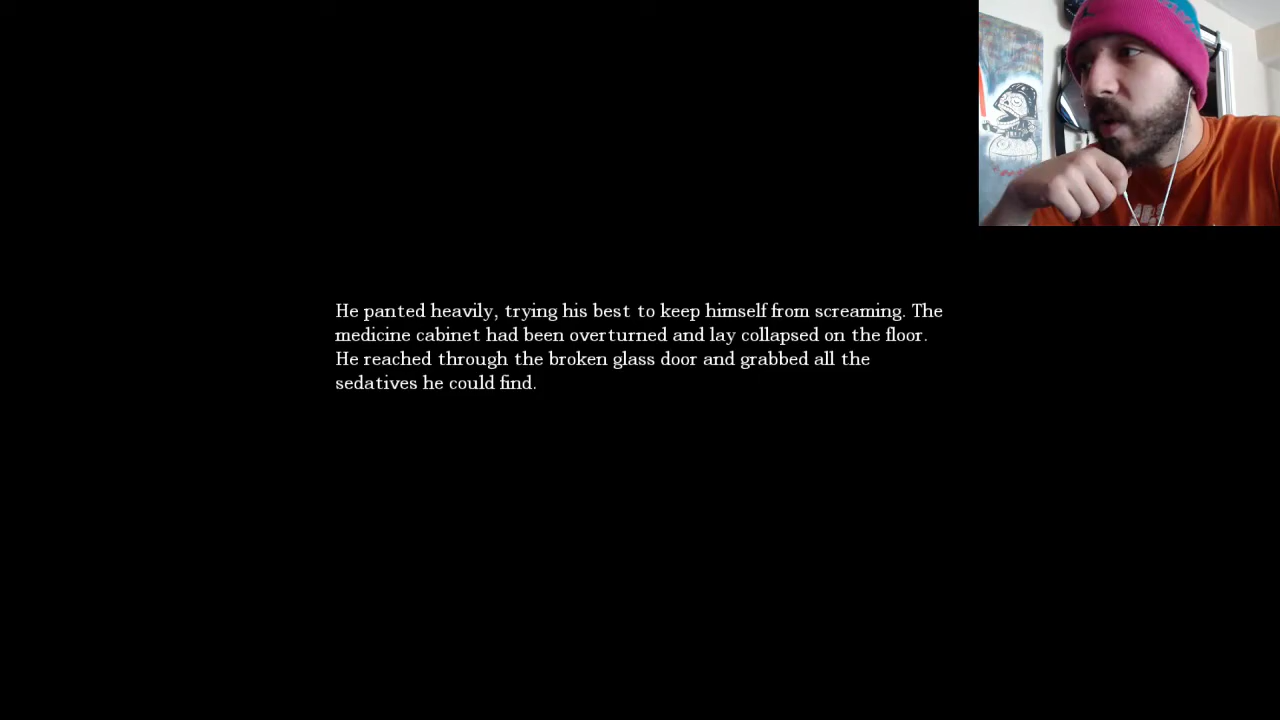 He panted heavily, trying his best to keep himself from screaming. The
medicine cabinet had been overturned and lay collapsed on the floor.
He reached through the broken glass door and grabbed all the
sedatives he could find.